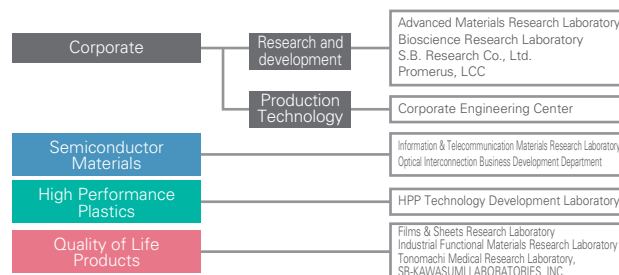 Corporate
Research and
development
Advanced Materials Research Laboratory
Bioscience Research Laboratory
S.B. Research Co., Ltd.
Promerus, LCC
Production
Technology
Corporate Engineering Center
Semiconductor
Materials
Information & Telecommunication Materials Research Laboratory
Optical Interconnection Business Development Department
High Performance
Plastics
HPP Technology Development Laboratory
Quality of Life
Products
Films & Sheets Research Laboratory
Industrial Functional Materials Research Laboratory
Tonomachi Medical Research Laboratory,
SB-KAWASUMI LABORATORIES, INC.